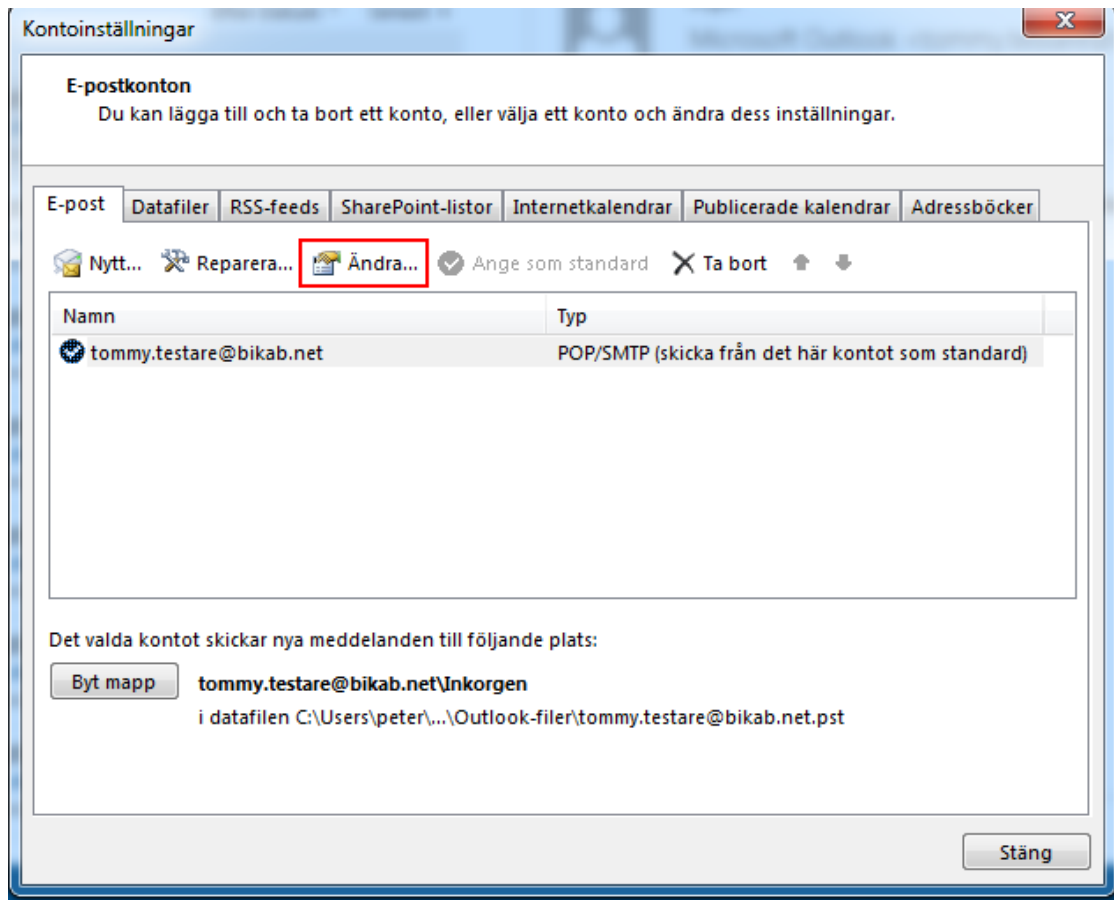 Kontoinställningar
E-postkonton
Du kan lägga till och ta bort ett konto, eller välja ett konto och ändra dess inställningar.
E-post Datafiler RSS-feeds SharePoint-listor Internetkalendrar Publicerade kalendrar Adressböcker
Nytt... Reparera... Ändra... Ange som standard Ta bort
Namn Typ
tommy.testare@bikab.net POP/SMTP (skicka från det här kontot som standard)
Det valda kontot skickar nya meddelanden till följande plats:
Byt mapp tommy.testare@bikab.net\Inkorgen
i datafilen C:\Users\peter\...\Outlook-filer\tommy.testare@bikab.net.pst
Stäng